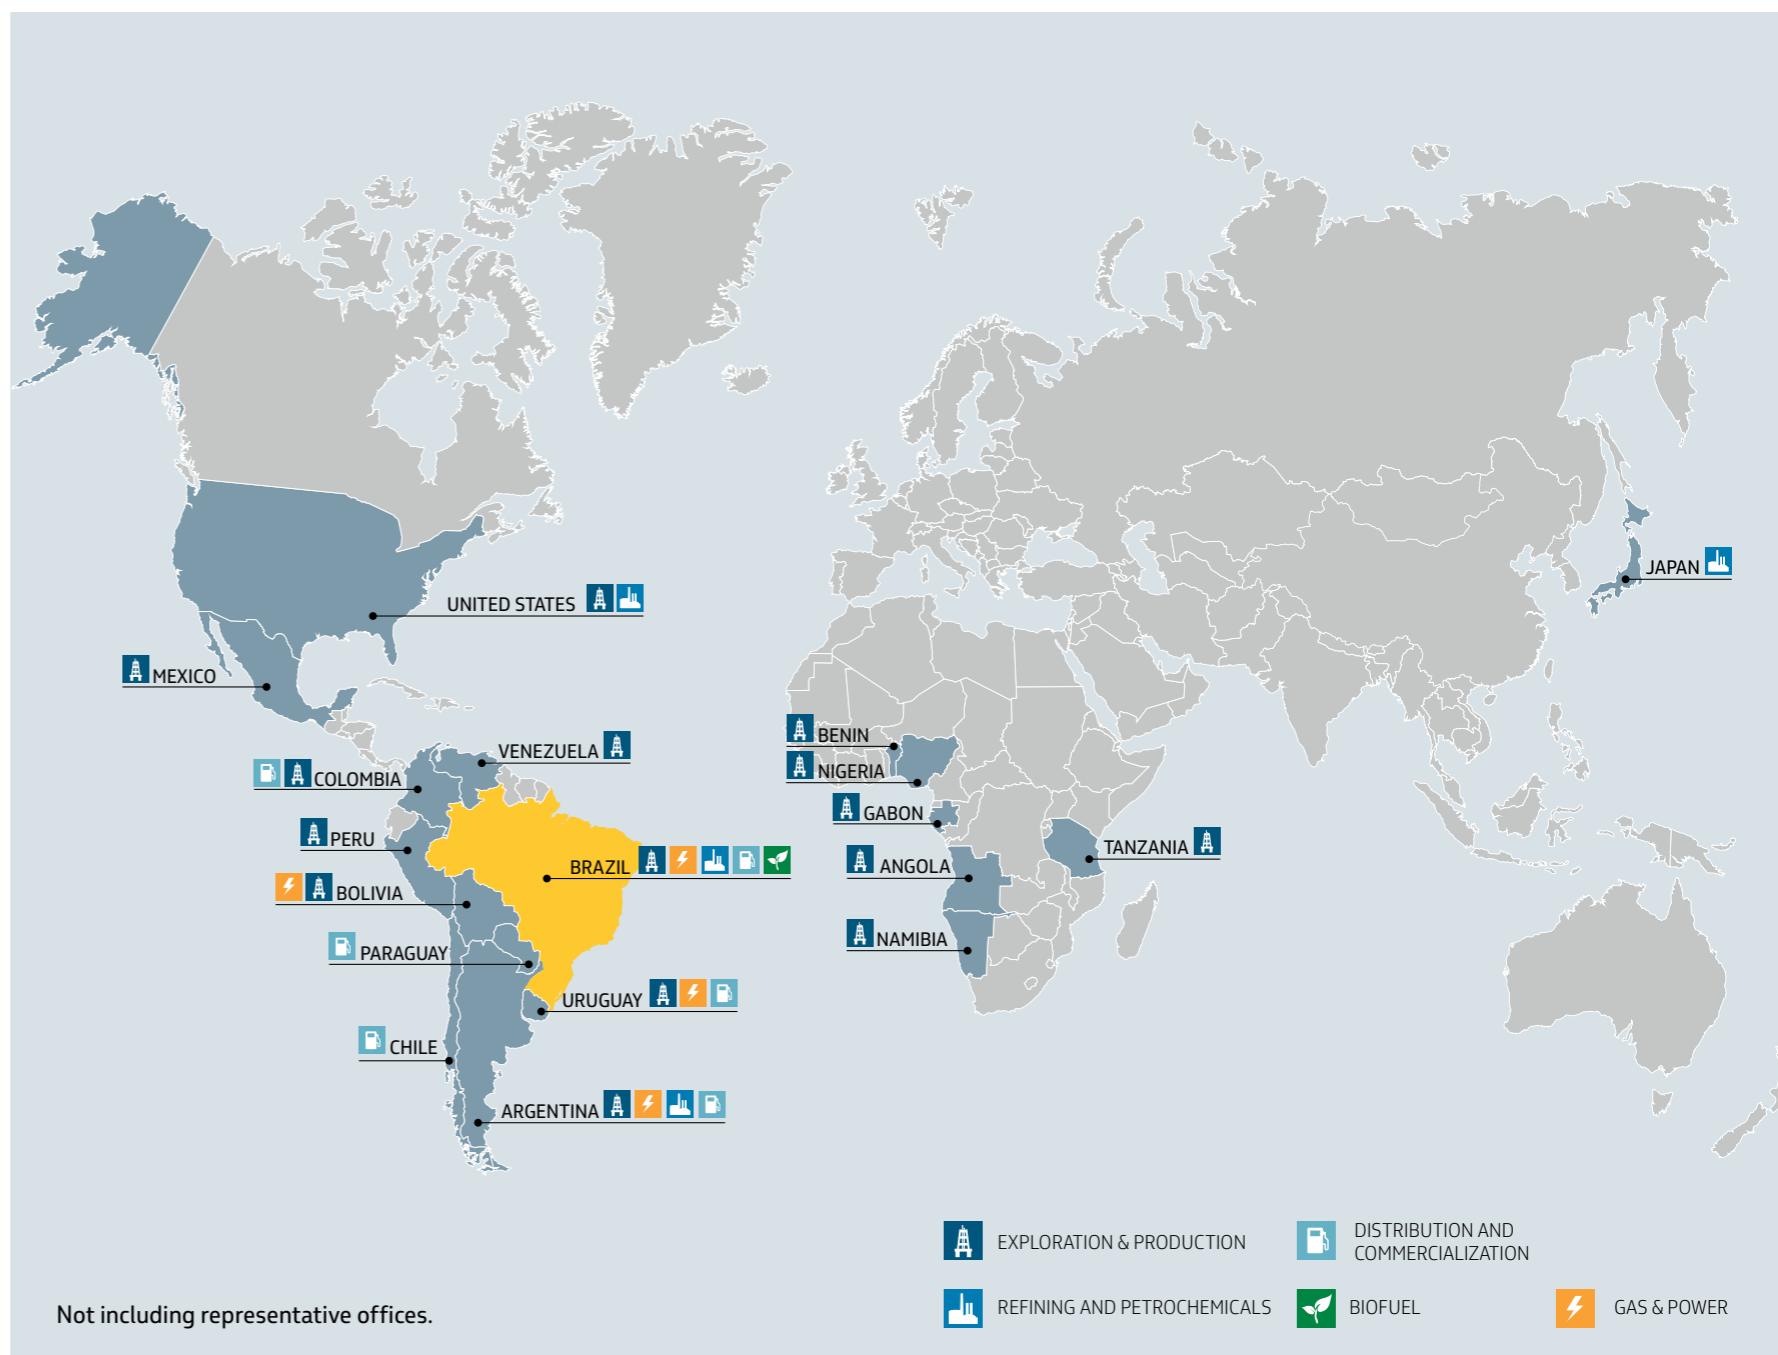 JAPAN
UNITED STATES
MEXICO
VENEZUELA
COLOMBIA
PERU
BRAZIL
BOLIVIA
PARAGUAY
URUGUAY
CHILE
ARGENTINA
BENIN
NIGERIA
GABON
TANZANIA
ANGOLA
NAMIBIA
EXPLORATION & PRODUCTION
DISTRIBUTION AND
COMMERCIALIZATION
REFINING AND PETROCHEMICALS
BIOFUEL
GAS & POWER
Not including representative offices.